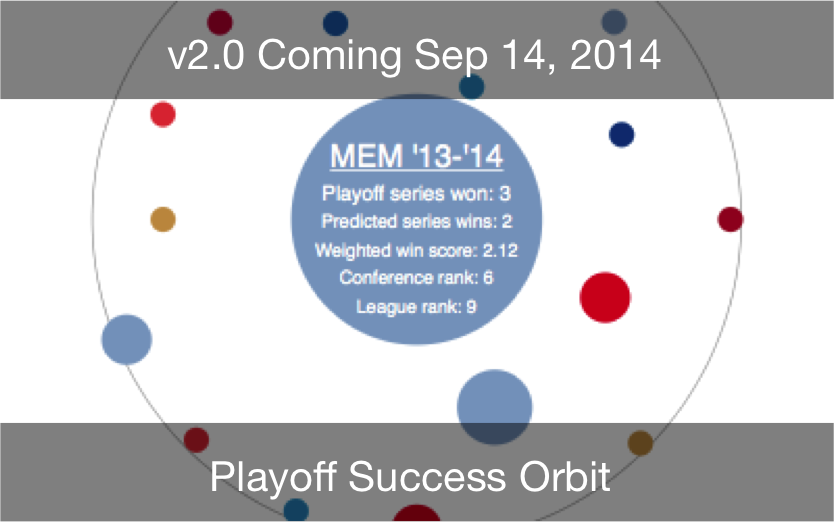 v2.0 Coming Sep 14, 2014
MEM '13-'14
Playoff series won: 3
Predicted series wins: 2
Weighted win score: 2.12
Conference rank: 6
League rank: 9
Playoff Success Orbit